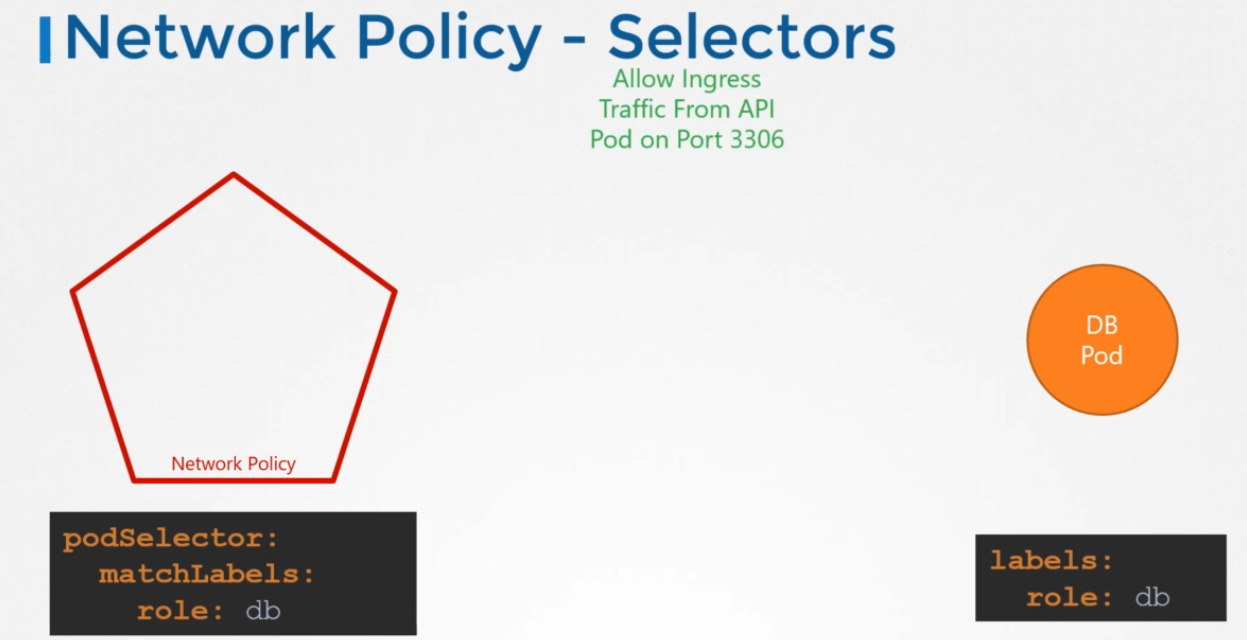 Network Policy - Selectors
Allow Ingress
Traffic From API
Pod on Port 3306
DB
Pod
Network Policy
podSelector:
  matchLabels:
    role: db
labels:
  role: db